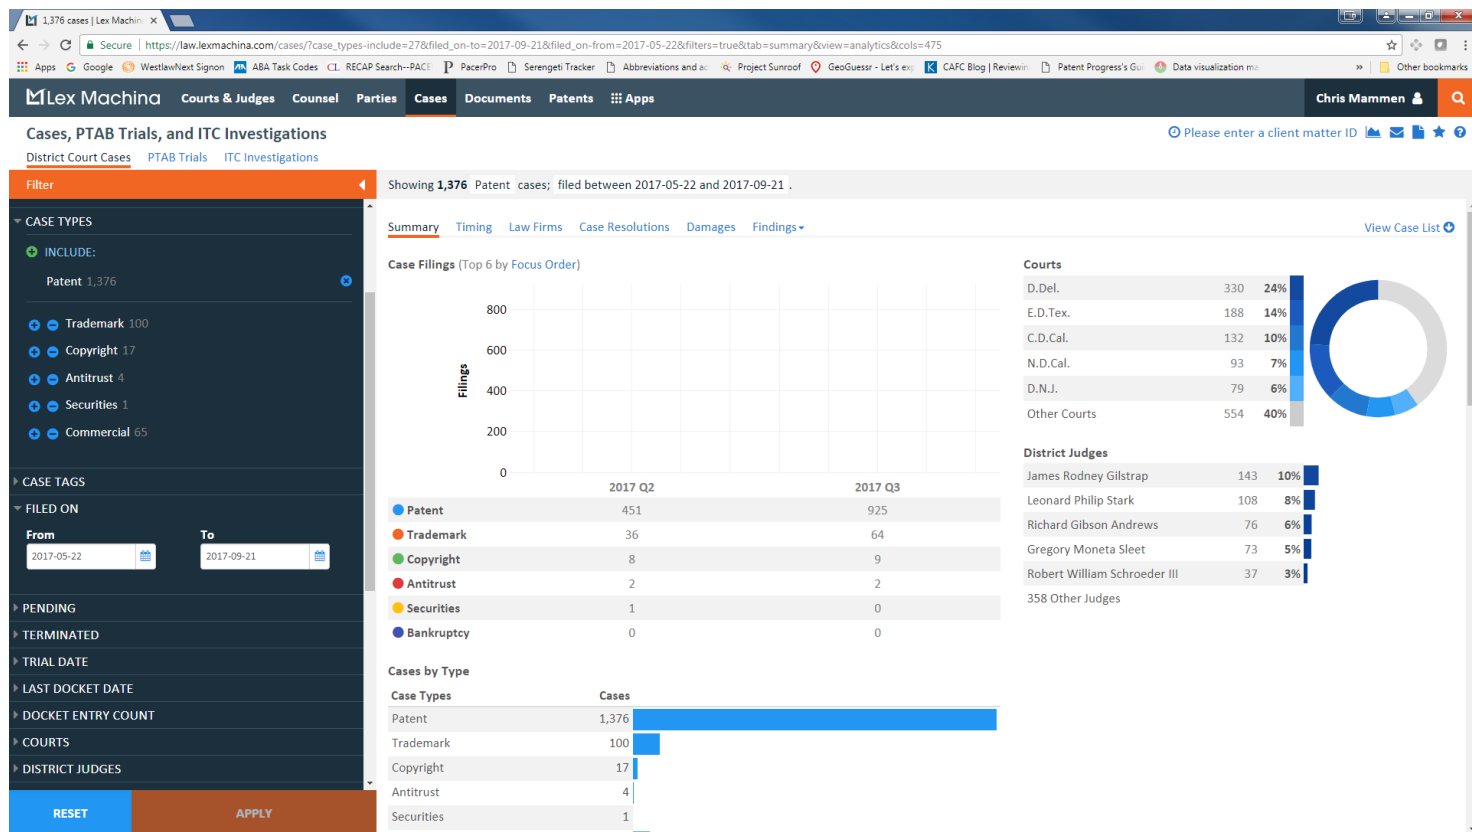 1,376 cases | Lex Machin
Secure | https://law.lexmachina.com/cases/?case_types-include=27&filed_on-to=2017-09-21&filed_on-from=2017-05-22&filters=true&tab=summary&view=analytics&cols=475
Apps Google WestlawNext Signon ABA Task Codes CL RECAP Search--PACE PacerPro Serengeti Tracker Abbreviations and ac Project Sunroof GeoGuessr - Let's exp CAFC Blog | Reviewin Patent Progress's Gui Data visualization ma » Other bookmarks
Lex Machina Courts & Judges Counsel Parties Cases Documents Patents Apps Chris Mammen
Cases, PTAB Trials, and ITC Investigations
Please enter a client matter ID
District Court Cases PTAB Trials ITC Investigations
Filter
Showing 1,376 Patent cases; filed between 2017-05-22 and 2017-09-21 .
CASE TYPES
INCLUDE:
Patent 1,376
Trademark 100
Copyright 17
Antitrust 4
Securities 1
Commercial 65
CASE TAGS
FILED ON
From To
2017-05-22 2017-09-21
PENDING
TERMINATED
TRIAL DATE
LAST DOCKET DATE
DOCKET ENTRY COUNT
COURTS
DISTRICT JUDGES
RESET APPLY
Summary Timing Law Firms Case Resolutions Damages Findings
View Case List
Case Filings (Top 6 by Focus Order)
Filings
800
600
400
200
0
2017 Q2 2017 Q3
Patent 451 925
Trademark 36 64
Copyright 8 9
Antitrust 2 2
Securities 1 0
Bankruptcy 0 0
Cases by Type
Case Types Cases
Patent 1,376
Trademark 100
Copyright 17
Antitrust 4
Securities 1
Courts
D.Del. 330 24%
E.D.Tex. 188 14%
C.D.Cal. 132 10%
N.D.Cal. 93 7%
D.N.J. 79 6%
Other Courts 554 40%
District Judges
James Rodney Gilstrap 143 10%
Leonard Philip Stark 108 8%
Richard Gibson Andrews 76 6%
Gregory Moneta Sleet 73 5%
Robert William Schroeder III 37 3%
358 Other Judges